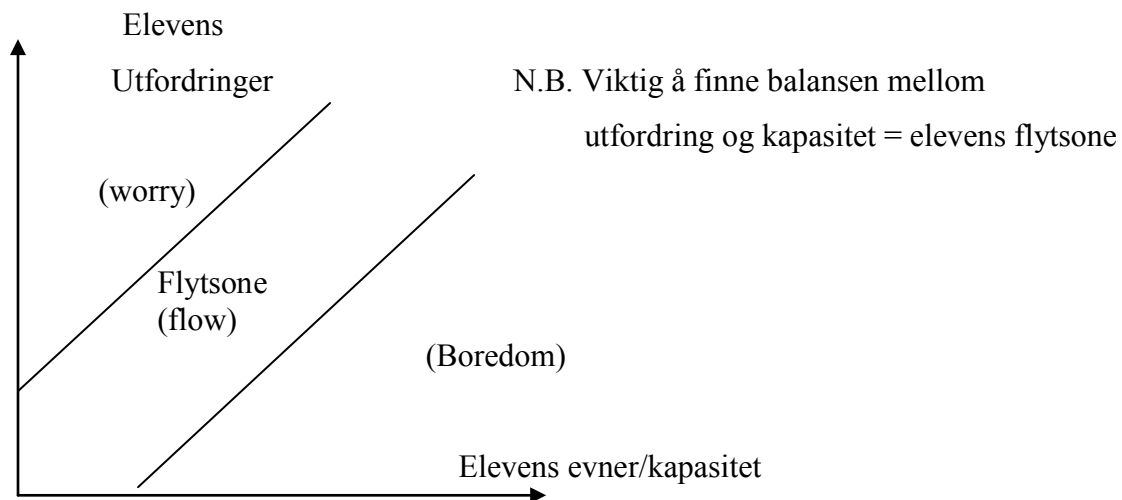 Elevens
Utfordringer
N.B. Viktig å finne balansen mellom
utfordring og kapasitet = elevens flytsone
(worry)
Flytsone
(flow)
(Boredom)
Elevens evner/kapasitet